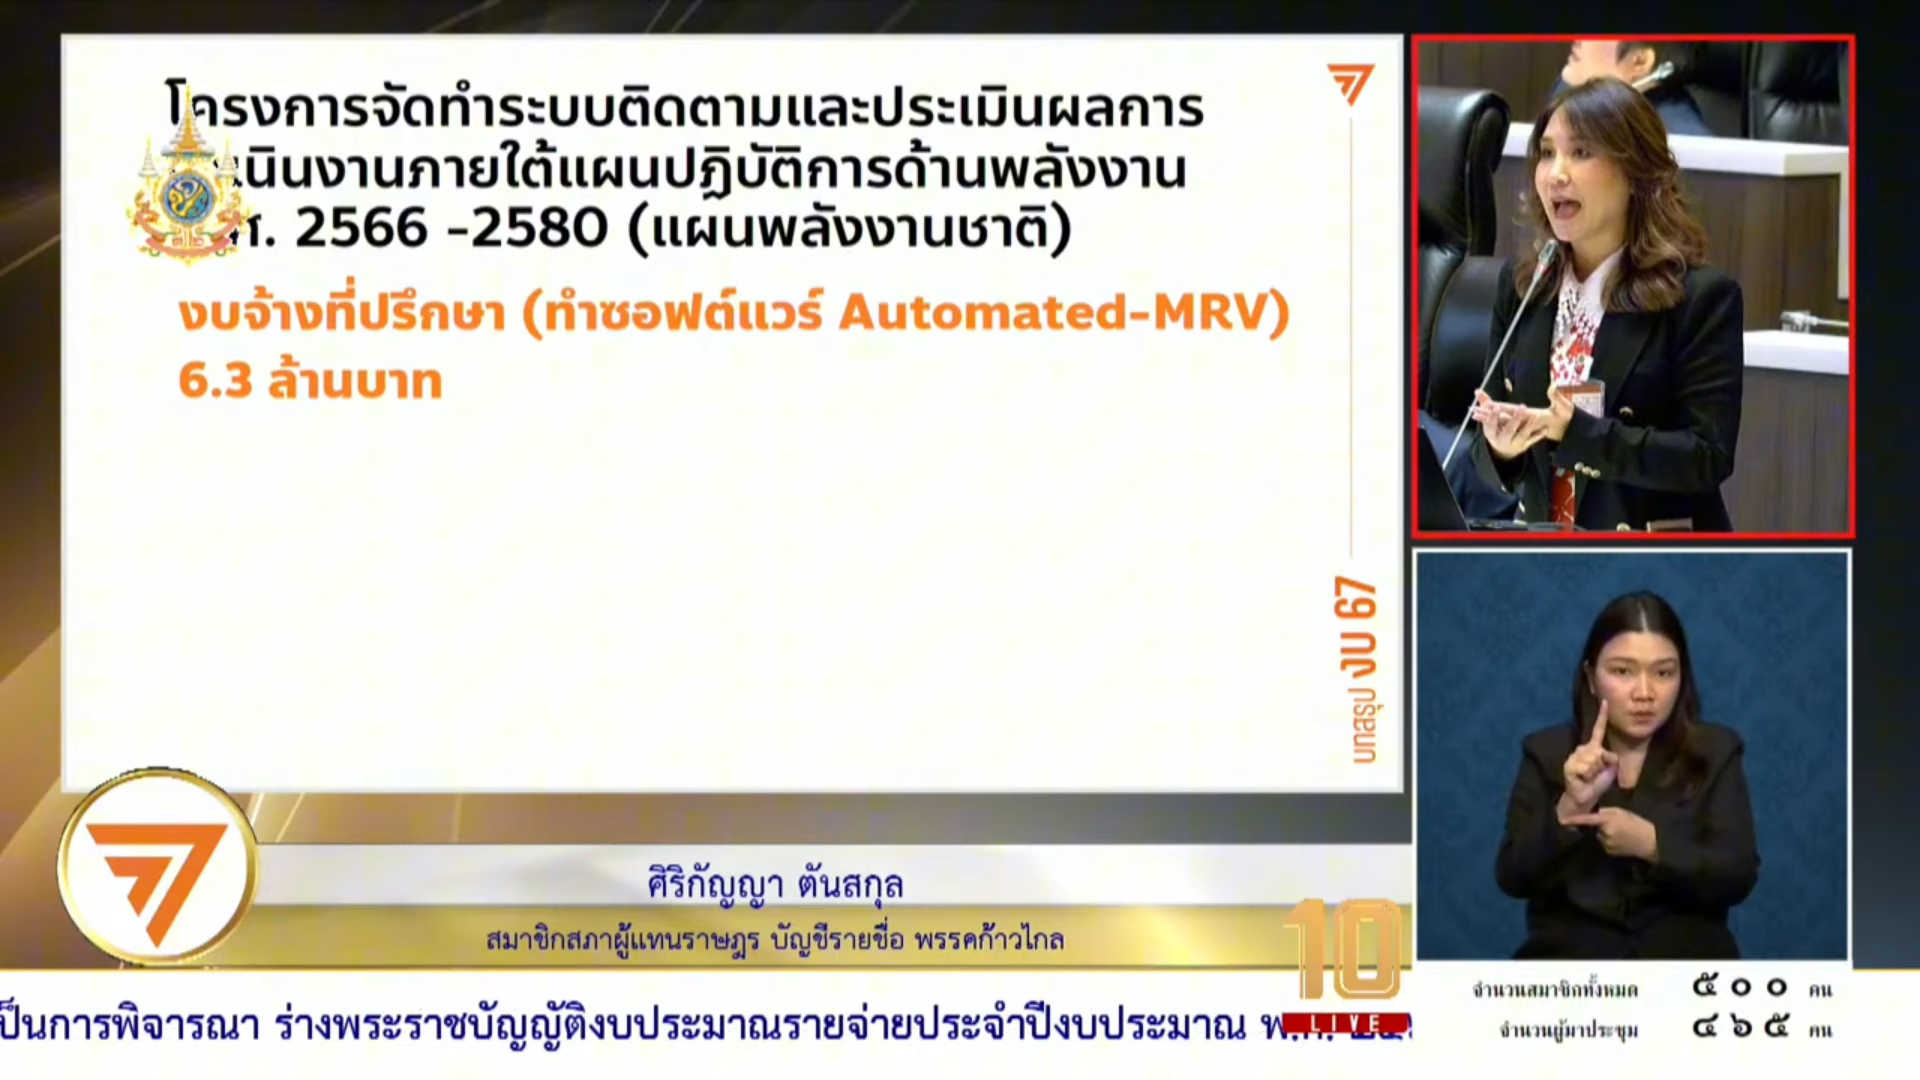 โครงการจัดทำระบบติดตามและประเมินผลการ
นินงานภายใต้แผนปฏิบัติการด้านพลังงาน
ศ. 2566 -2580 (แผนพลังงานชาติ)
งบจ้างที่ปรึกษา (ทำซอฟต์แวร์ Automated-MRV)
6.3 ล้านบาท
บทสรุป งบ 67
ศิริกัญญา ตันสกุล
สมาชิกสภาผู้แทนราษฎร บัญชีรายชื่อ พรรคก้าวไกล
10
LIVE
ป็นการพิจารณา ร่างพระราชบัญญัติงบประมาณรายจ่ายประจำปีงบประมาณ
จำนวนสมาชิกทั้งหมด ๕๐๐ คน
จำนวนผู้มาประชุม ๔๖๕ คน